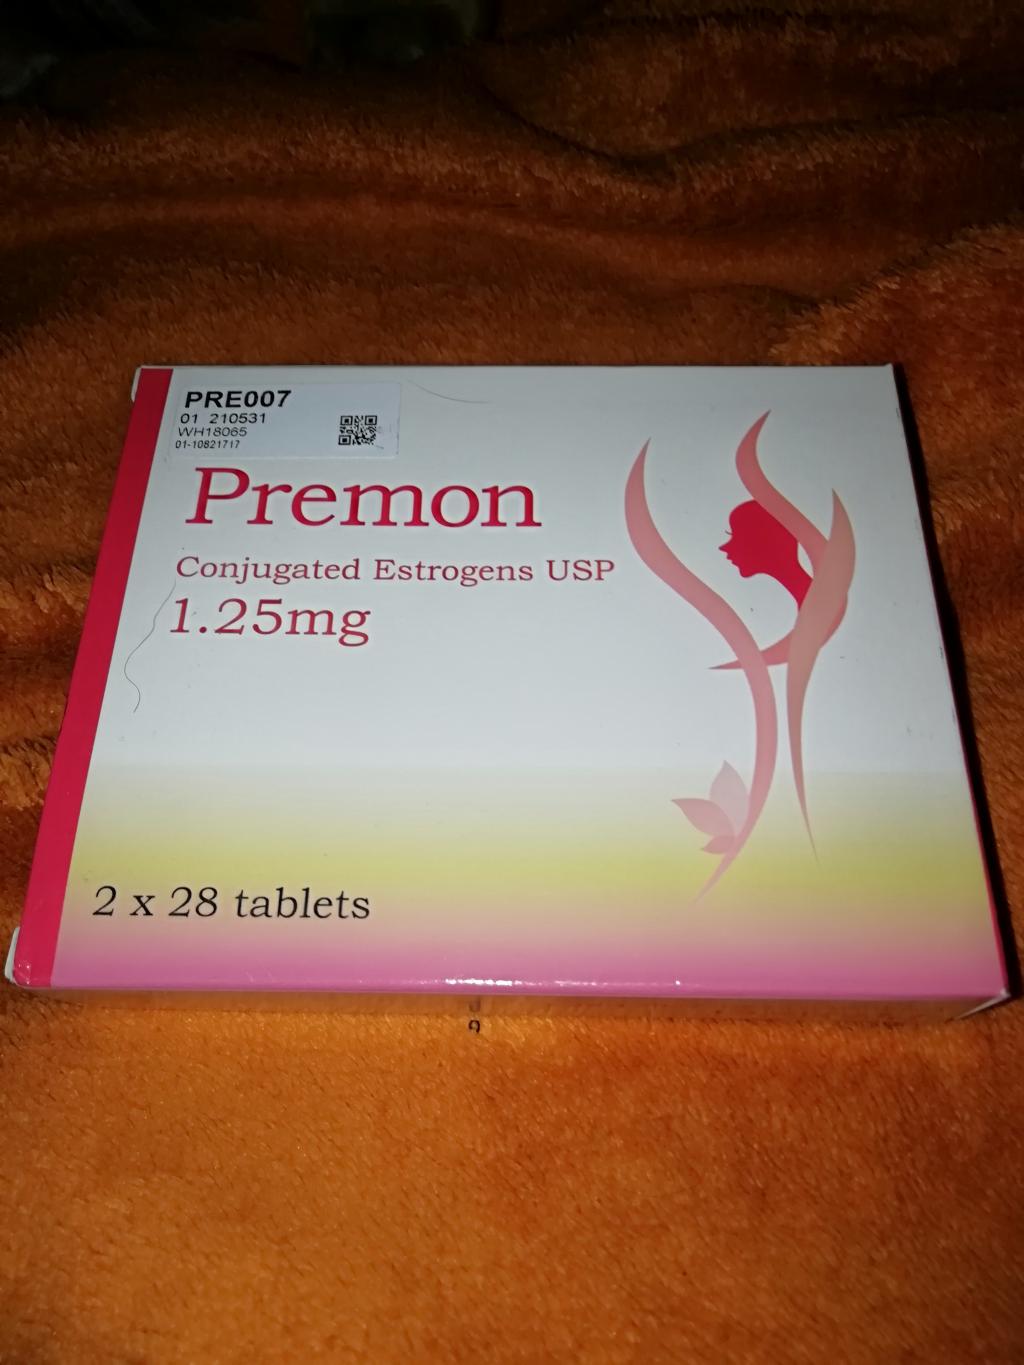 PRE007
01 210531
WH18065
01-10821717
Premon
Conjugated Estrogens USP
1.25mg
2 x 28 tablets